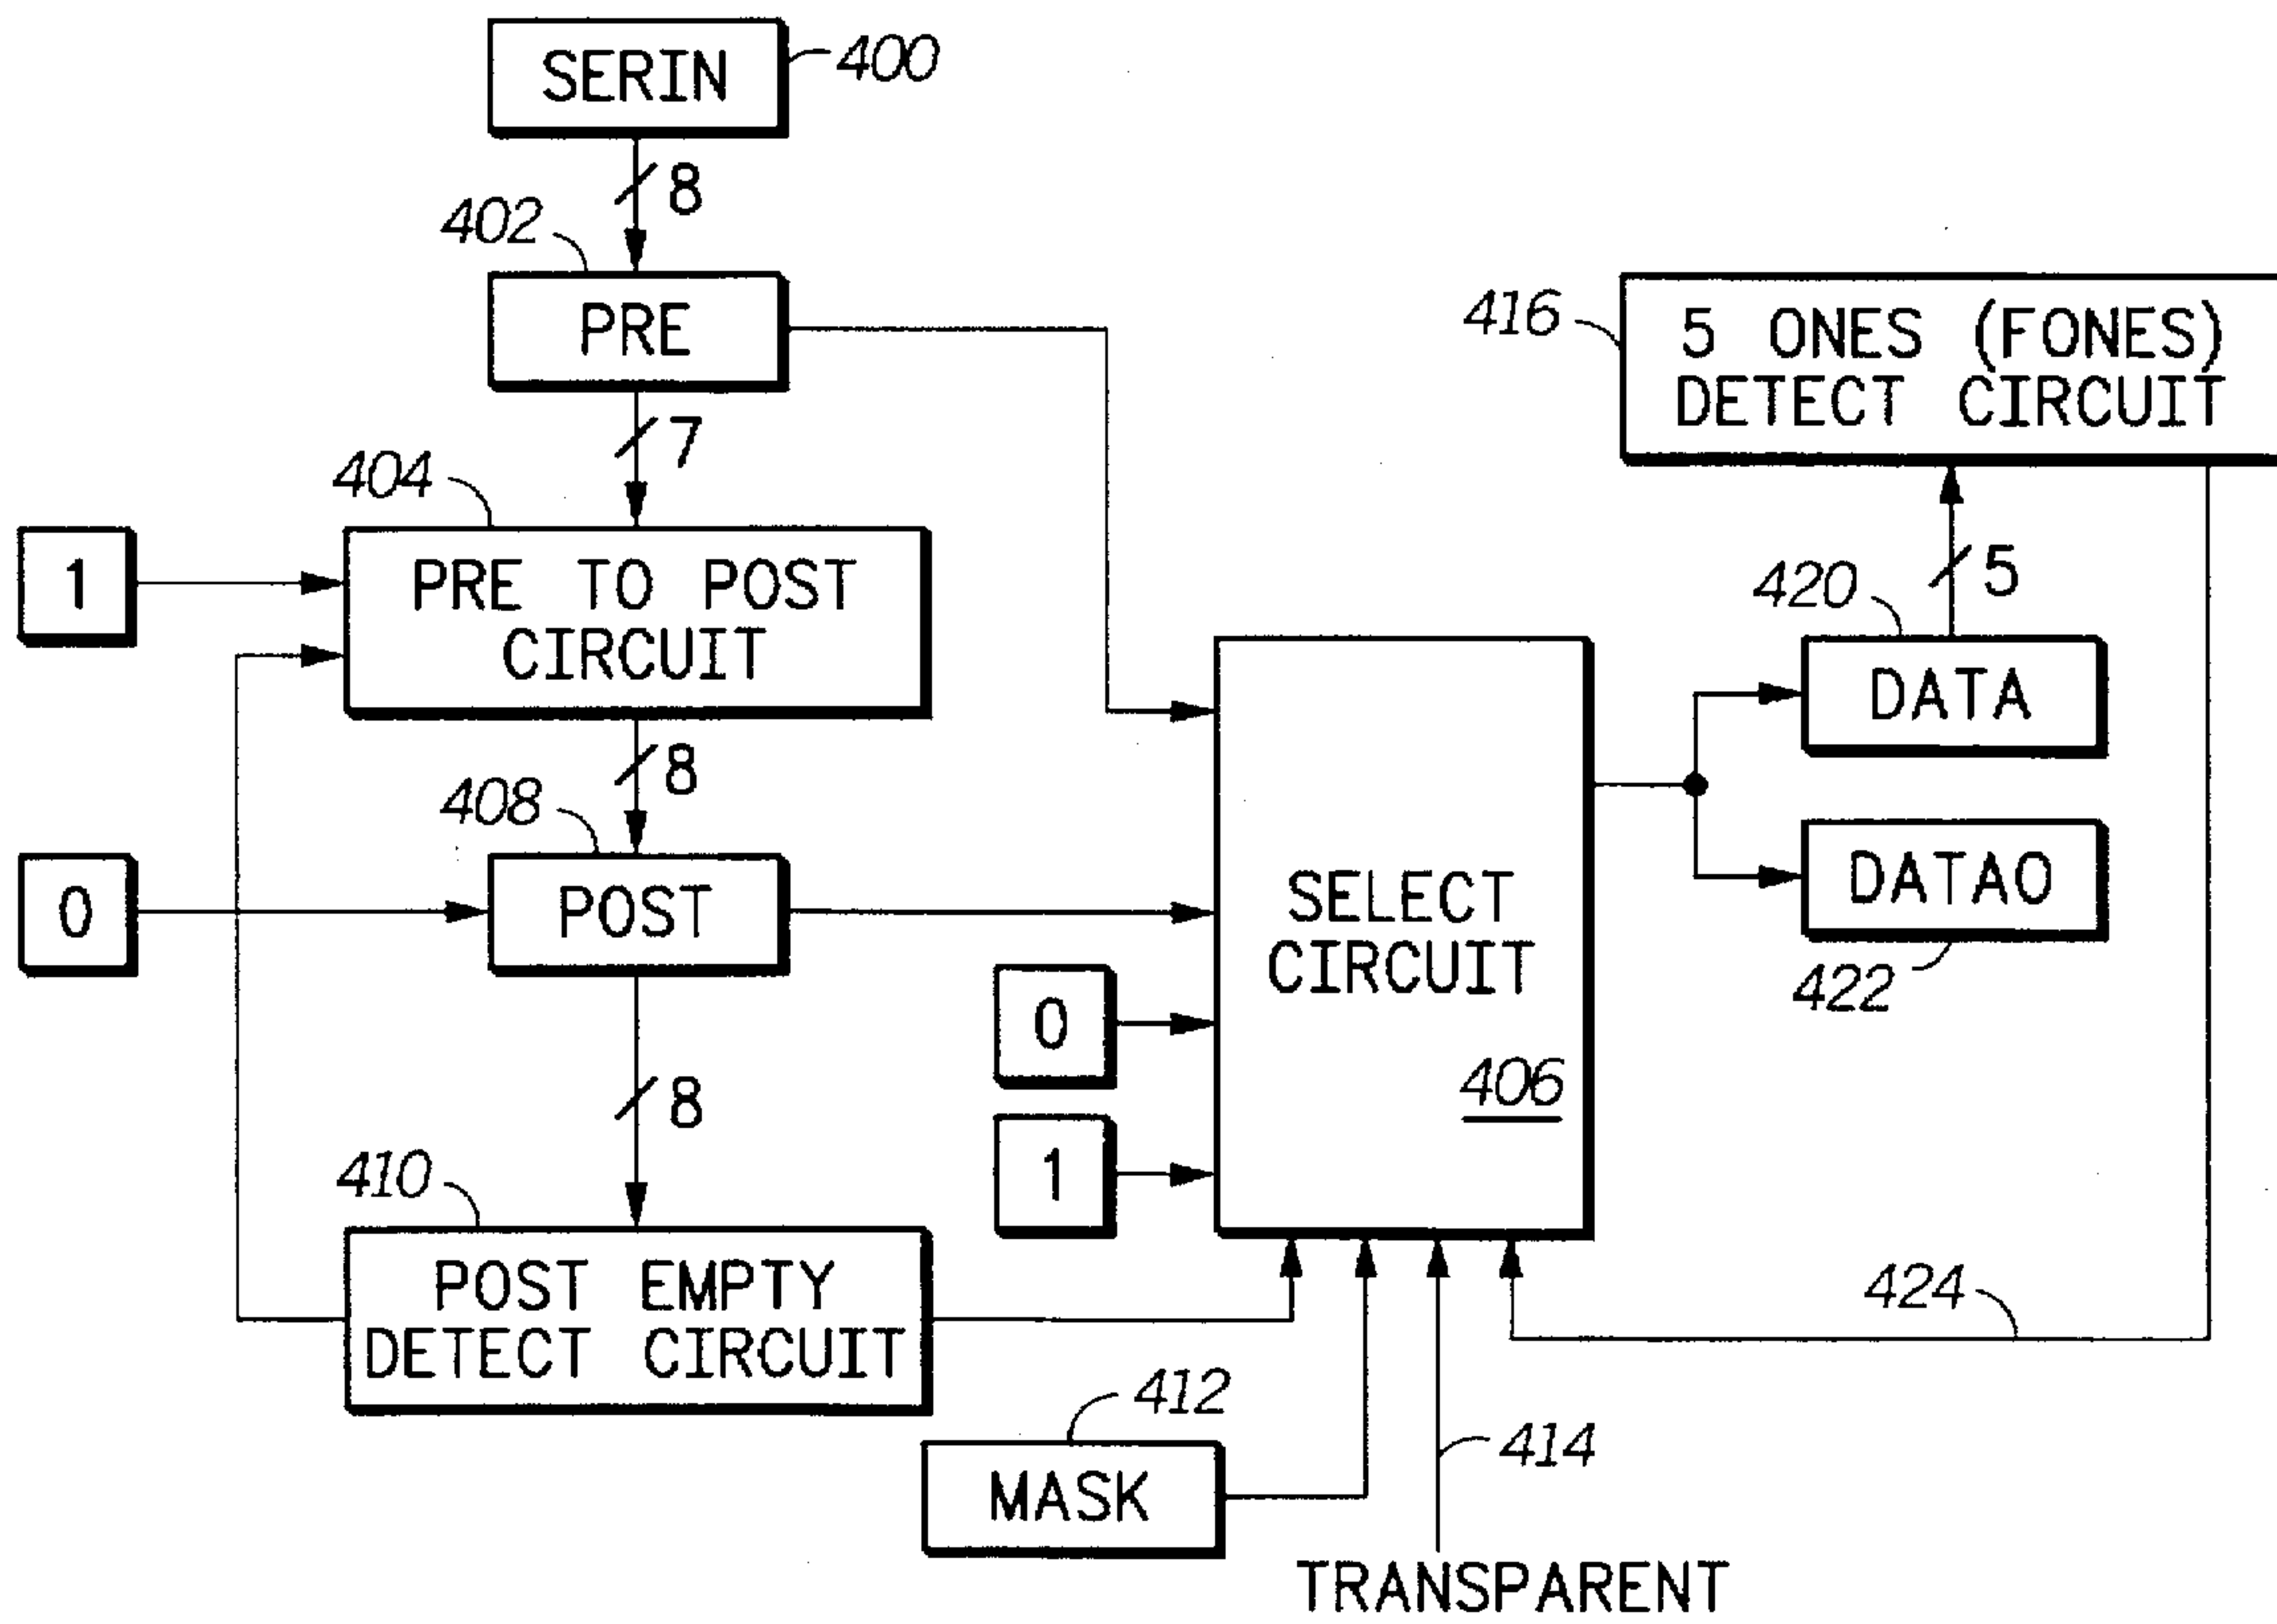 SERIN
400
8
402
PRE
416
5 ONES (FONES)
DETECT CIRCUIT
7
404
1
PRE TO POST
CIRCUIT
5
420
DATA
8
408
0
POST
DATAO
422
SELECT
CIRCUIT
406
0
8
1
410
POST EMPTY
DETECT CIRCUIT
424
412
MASK
414
TRANSPARENT